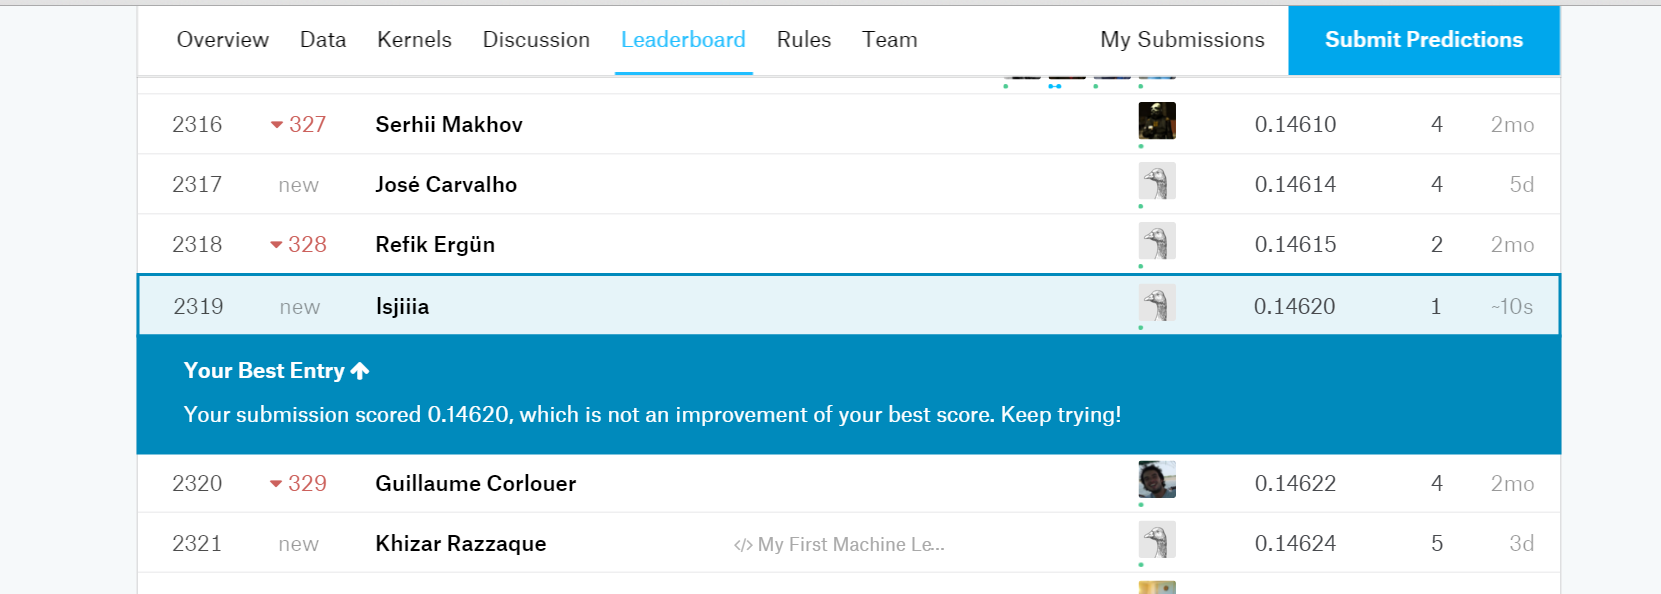 Overview Data Kernels Discussion Leaderboard Rules Team My Submissions Submit Predictions
2316 327 Serhii Makhov 0.14610 4 2mo
2317 new José Carvalho 0.14614 4 5d
2318 328 Refik Ergün 0.14615 2 2mo
2319 new lsjiiia 0.14620 1 ~10s
Your Best Entry
Your submission scored 0.14620, which is not an improvement of your best score. Keep trying!
2320 329 Guillaume Corlouer 0.14622 4 2mo
2321 new Khizar Razzaque </> My First Machine Le... 0.14624 5 3d